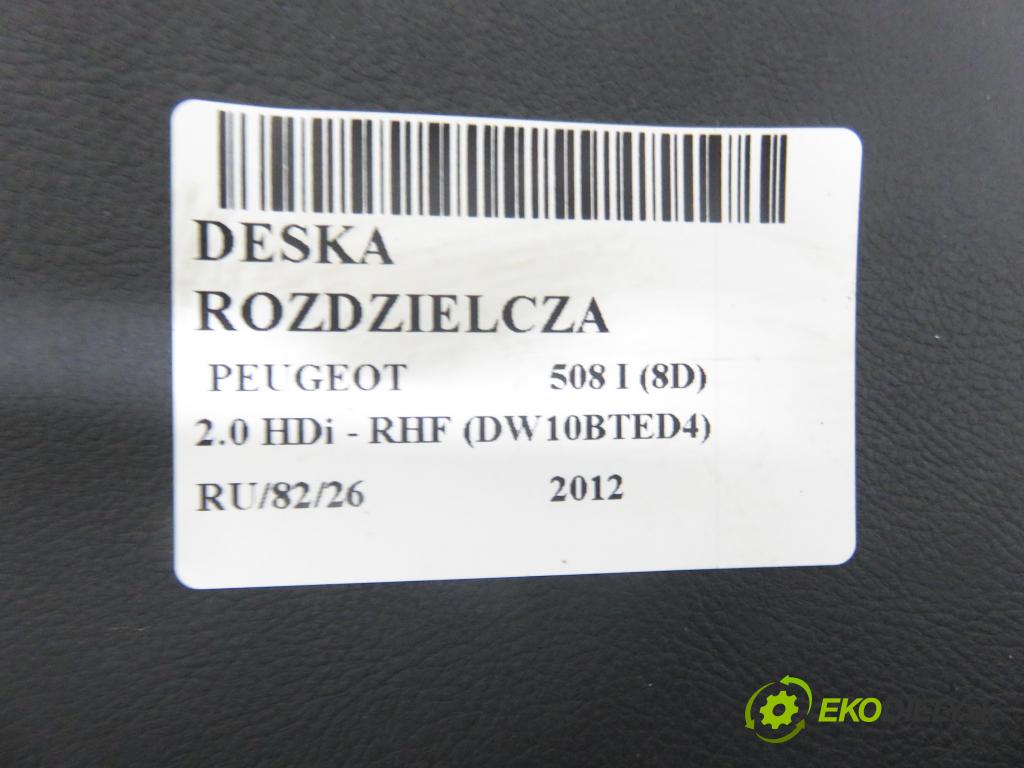 DESKA
ROZDZIELCZA
PEUGEOT 508 I (8D)
2.0 HDi - RHF (DW10BTED4)
RU/82/26 2012
EKO